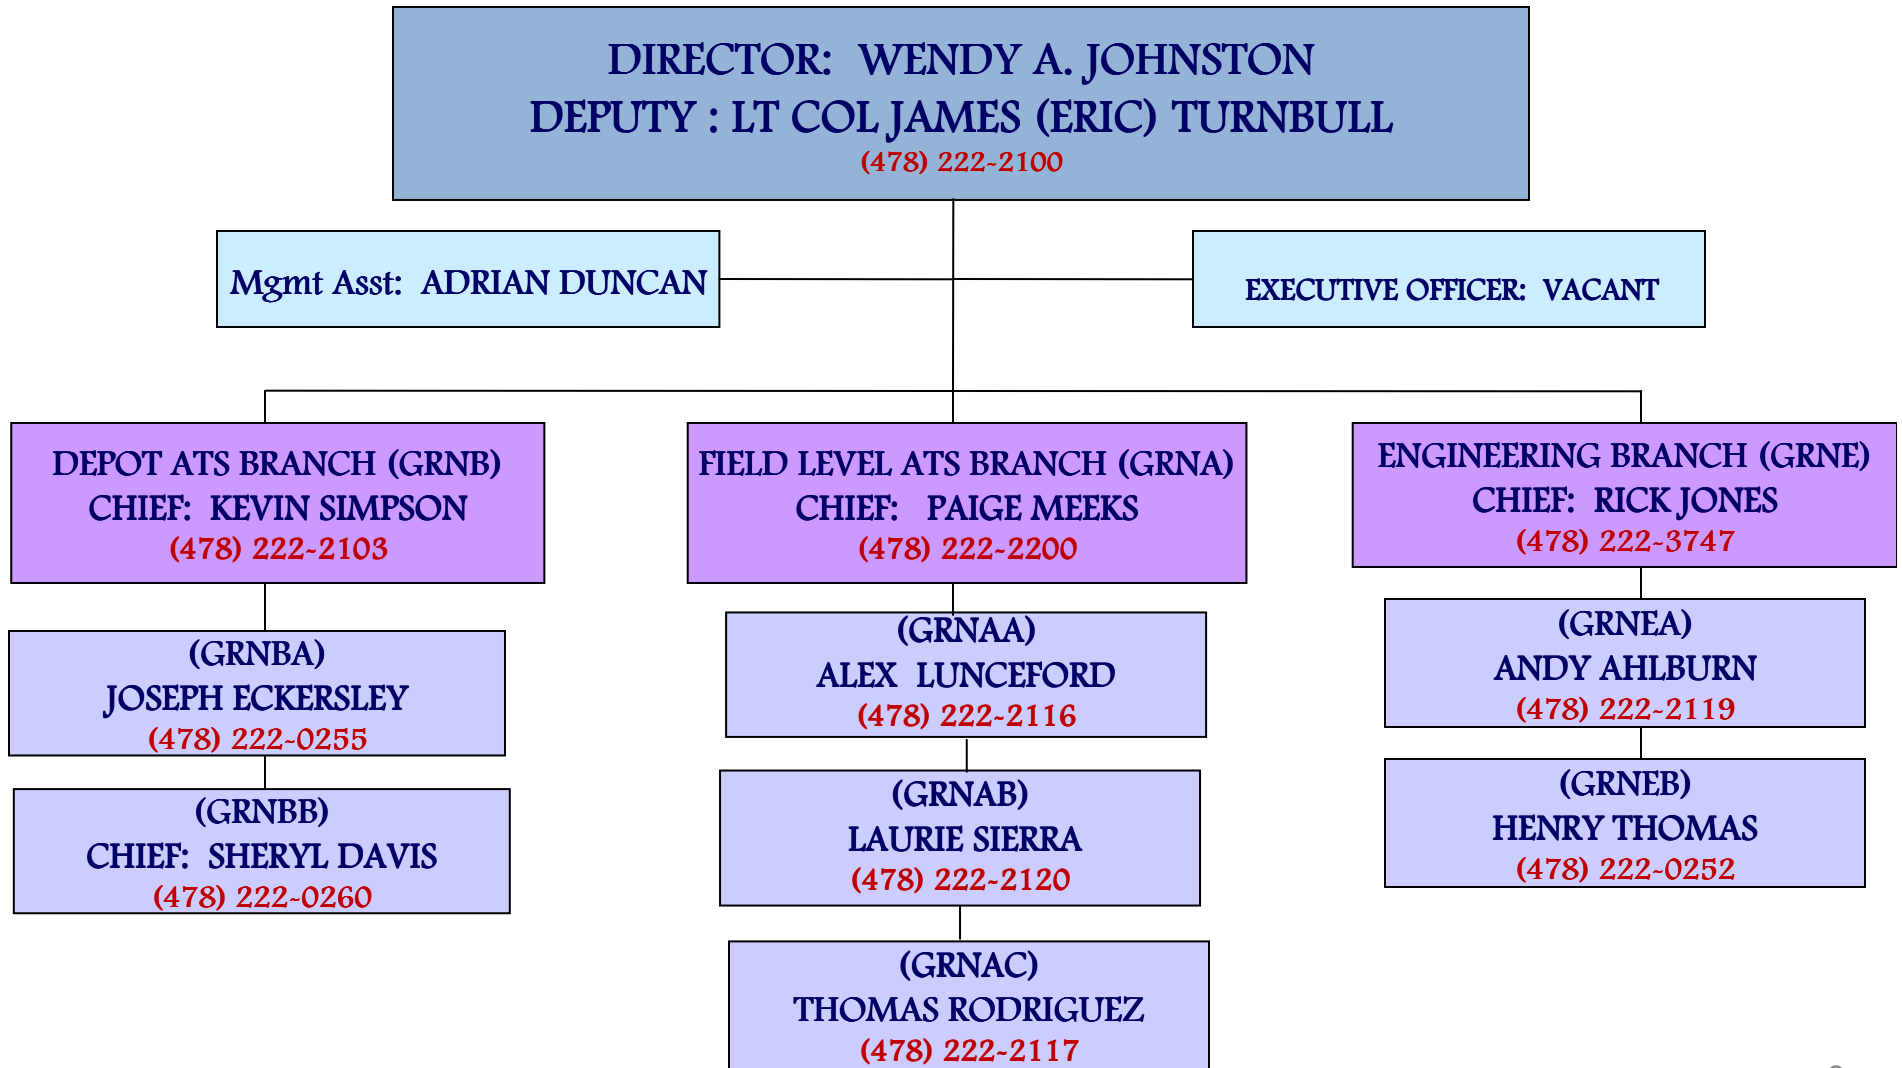 DIRECTOR:  WENDY A. JOHNSTON
DEPUTY : LT COL JAMES (ERIC) TURNBULL
(478) 222-2100
Mgmt Asst:  ADRIAN DUNCAN
EXECUTIVE OFFICER:  VACANT
DEPOT ATS BRANCH (GRNB)
CHIEF:  KEVIN SIMPSON
(478) 222-2103
FIELD LEVEL ATS BRANCH (GRNA)
CHIEF:   PAIGE MEEKS
(478) 222-2200
ENGINEERING BRANCH (GRNE)
CHIEF:  RICK JONES
(478) 222-3747
(GRNBA)
JOSEPH ECKERSLEY
(478) 222-0255
(GRNBB)
CHIEF:  SHERYL DAVIS
(478) 222-0260
(GRNAA)
ALEX  LUNCEFORD
(478) 222-2116
(GRNAB)
LAURIE SIERRA
(478) 222-2120
(GRNAC)
THOMAS RODRIGUEZ
(478) 222-2117
(GRNEA)
ANDY AHLBURN
(478) 222-2119
(GRNEB)
HENRY THOMAS
(478) 222-0252